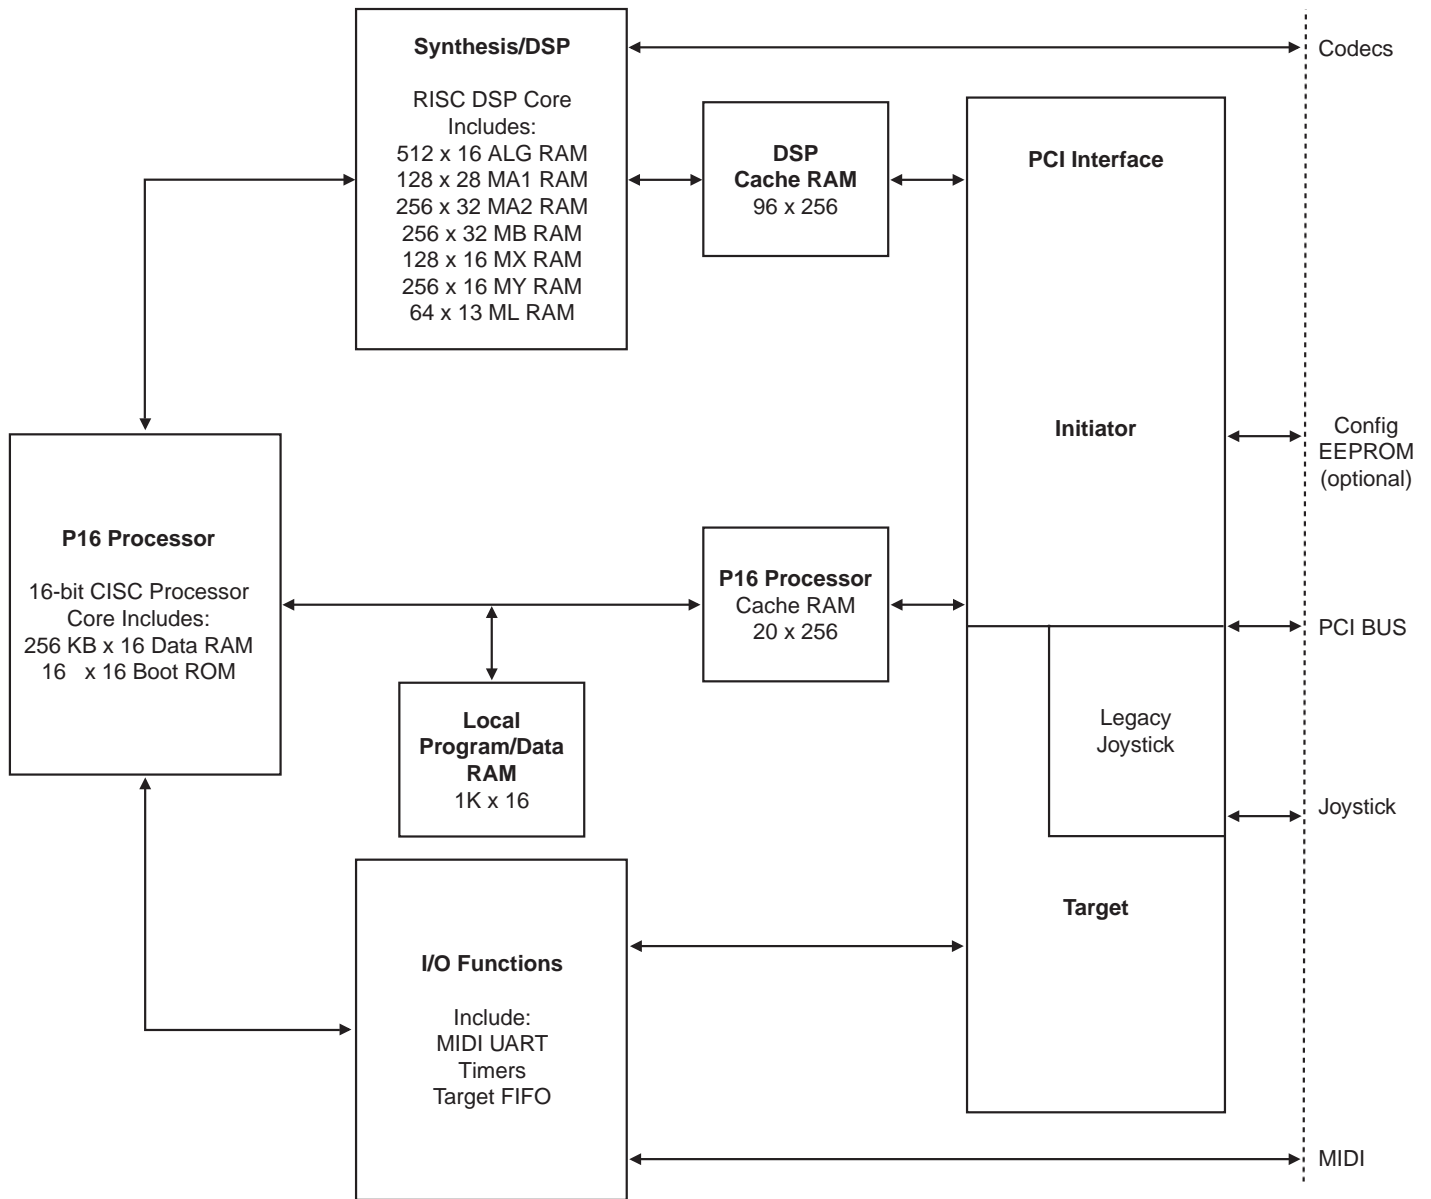 Synthesis/DSP
RISC DSP Core
Includes:
512 x 16 ALG RAM
128 x 28 MA1 RAM
256 x 32 MA2 RAM
256 x 32 MB RAM
128 x 16 MX RAM
256 x 16 MY RAM
64 x 13 ML RAM
DSP
Cache RAM
96 x 256
PCI Interface
Initiator
Codecs
Config
EEPROM
(optional)
P16 Processor
16-bit CISC Processor
Core Includes:
256 KB x 16 Data RAM
16 x 16 Boot ROM
P16 Processor
Cache RAM
20 x 256
PCI BUS
Local
Program/Data
RAM
1K x 16
Legacy
Joystick
Joystick
Target
I/O Functions
Include:
MIDI UART
Timers
Target FIFO
MIDI